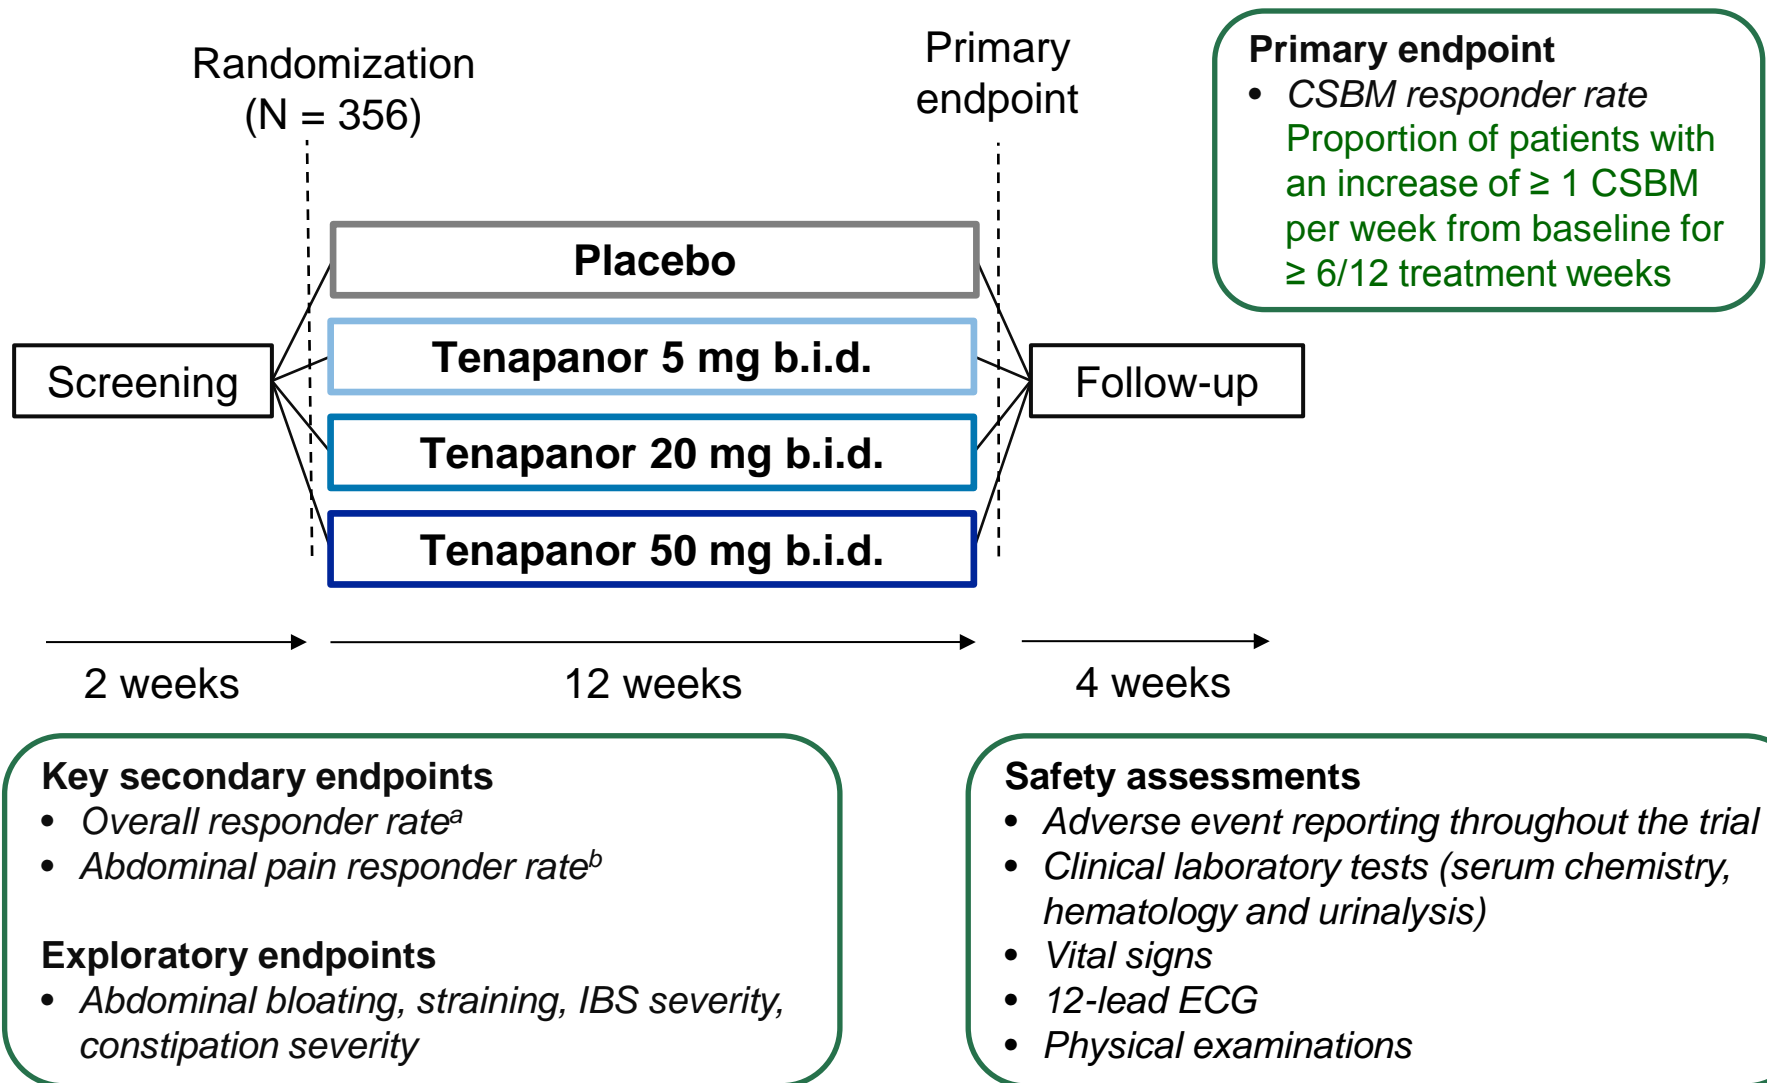 Randomization
(N = 356)
Primary
endpoint
Primary endpoint
• CSBM responder rate
Proportion of patients with
an increase of ≥ 1 CSBM
per week from baseline for
≥ 6/12 treatment weeks
Screening
Placebo
Tenapanor 5 mg b.i.d.
Tenapanor 20 mg b.i.d.
Tenapanor 50 mg b.i.d.
Follow-up
2 weeks
12 weeks
4 weeks
Key secondary endpoints
• Overall responder rateᵃ
• Abdominal pain responder rateᵇ
Exploratory endpoints
• Abdominal bloating, straining, IBS severity,
constipation severity
Safety assessments
• Adverse event reporting throughout the trial
• Clinical laboratory tests (serum chemistry,
hematology and urinalysis)
• Vital signs
• 12-lead ECG
• Physical examinations